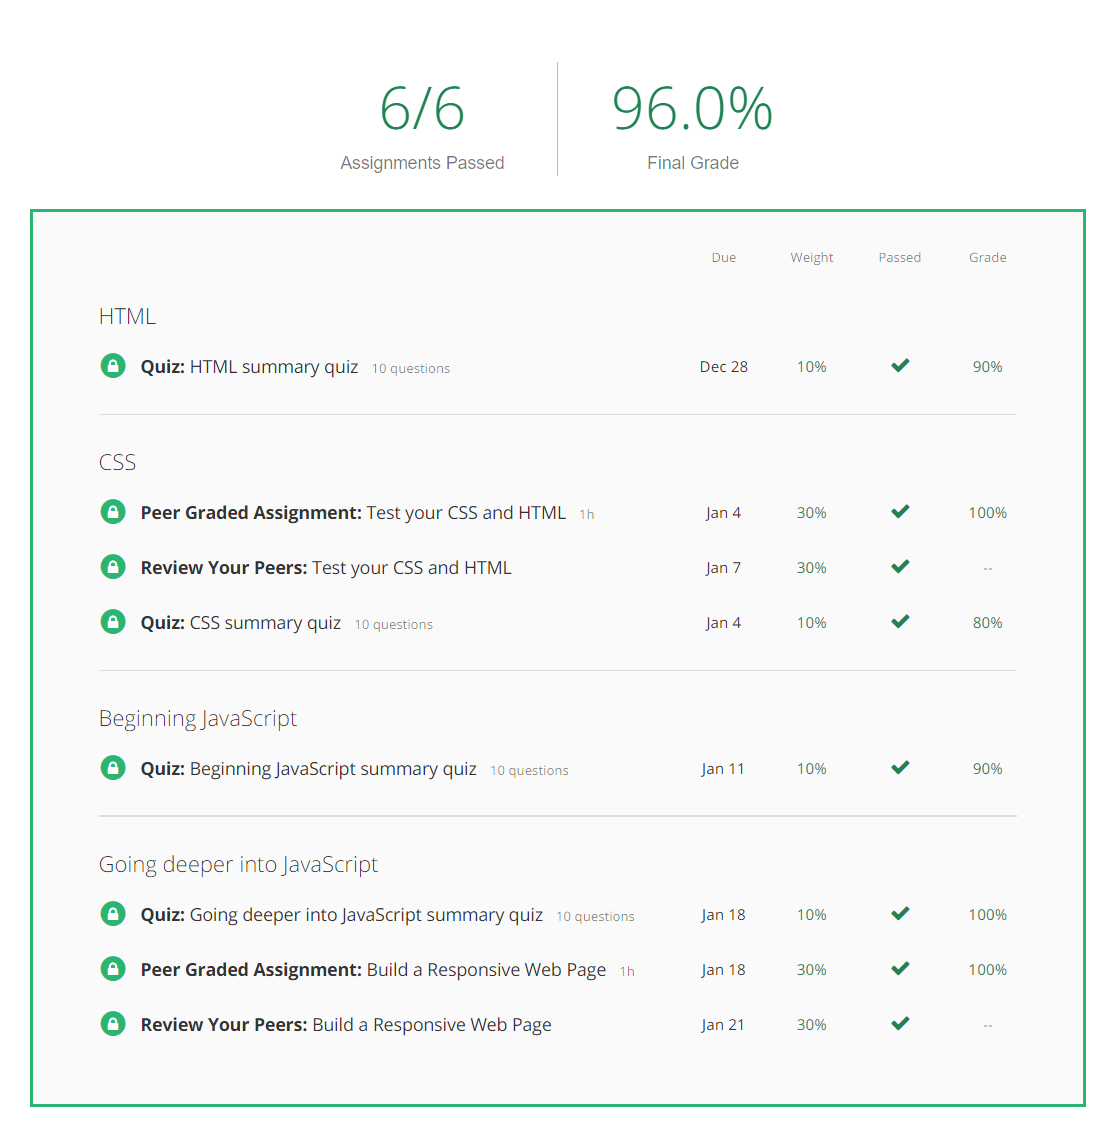 6/6 96.0%
Assignments Passed Final Grade
Due Weight Passed Grade
HTML
Quiz: HTML summary quiz 10 questions Dec 28 10% 90%
CSS
Peer Graded Assignment: Test your CSS and HTML 1h Jan 4 30% 100%
Review Your Peers: Test your CSS and HTML Jan 7 30% --
Quiz: CSS summary quiz 10 questions Jan 4 10% 80%
Beginning JavaScript
Quiz: Beginning JavaScript summary quiz 10 questions Jan 11 10% 90%
Going deeper into JavaScript
Quiz: Going deeper into JavaScript summary quiz 10 questions Jan 18 10% 100%
Peer Graded Assignment: Build a Responsive Web Page 1h Jan 18 30% 100%
Review Your Peers: Build a Responsive Web Page Jan 21 30% --